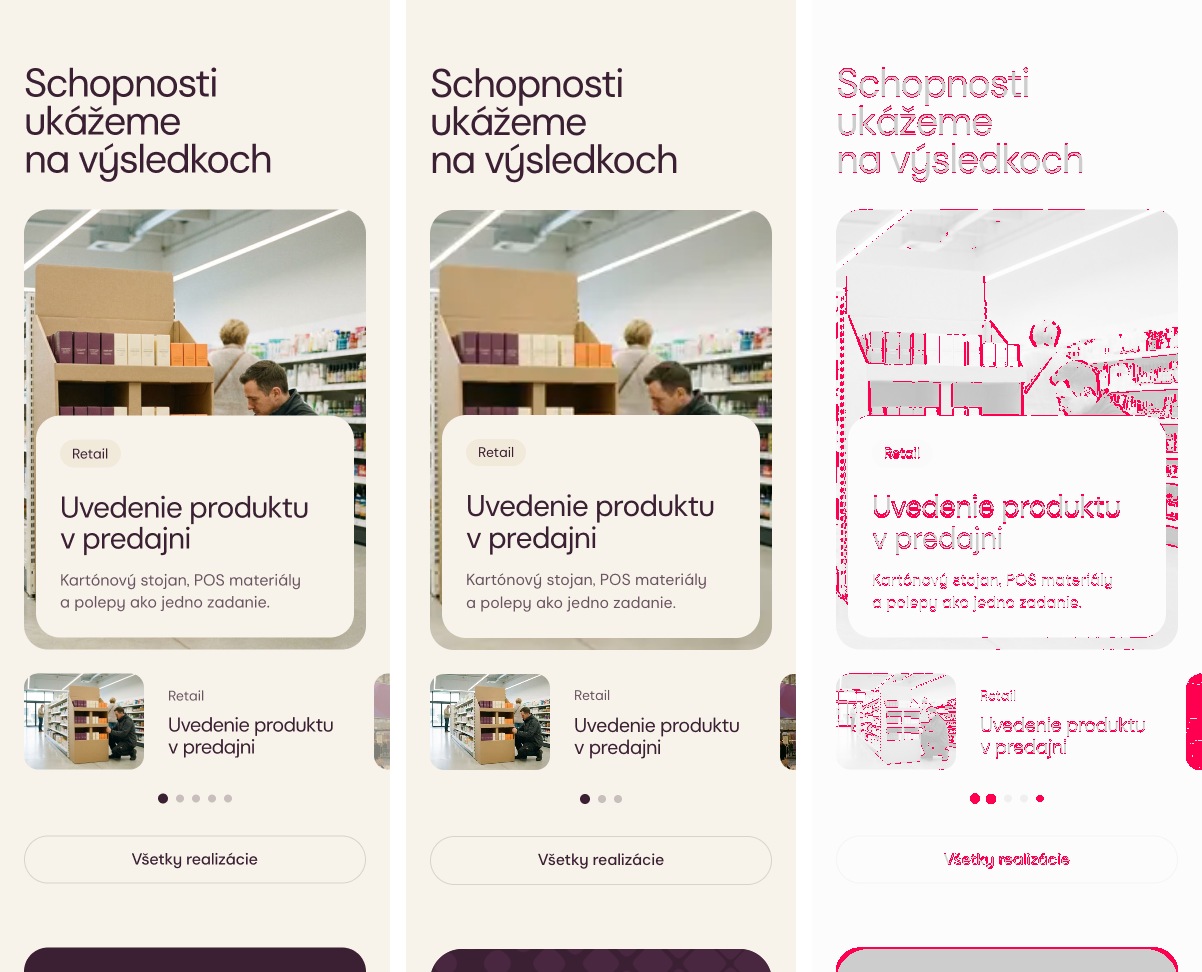 Schopnosti
ukážeme
na výsledkoch
Retail
Uvedenie produktu
v predajni
Kartónový stojan, POS materiály
a polepy ako jedno zadanie.
Retail
Uvedenie produktu
v predajni
Všetky realizácie
Schopnosti
ukážeme
na výsledkoch
Retail
Uvedenie produktu
v predajni
Kartónový stojan, POS materiály
a polepy ako jedno zadanie.
Retail
Uvedenie produktu
v predajni
Všetky realizácie
Schopnosti
ukážeme
na výsledkoch
Retail
Uvedenie produktu
v predajni
Kartónový stojan, POS materiály
a polepy ako jedno zadanie.
Retail
Uvedenie produktu
v predajni
Všetky realizácie